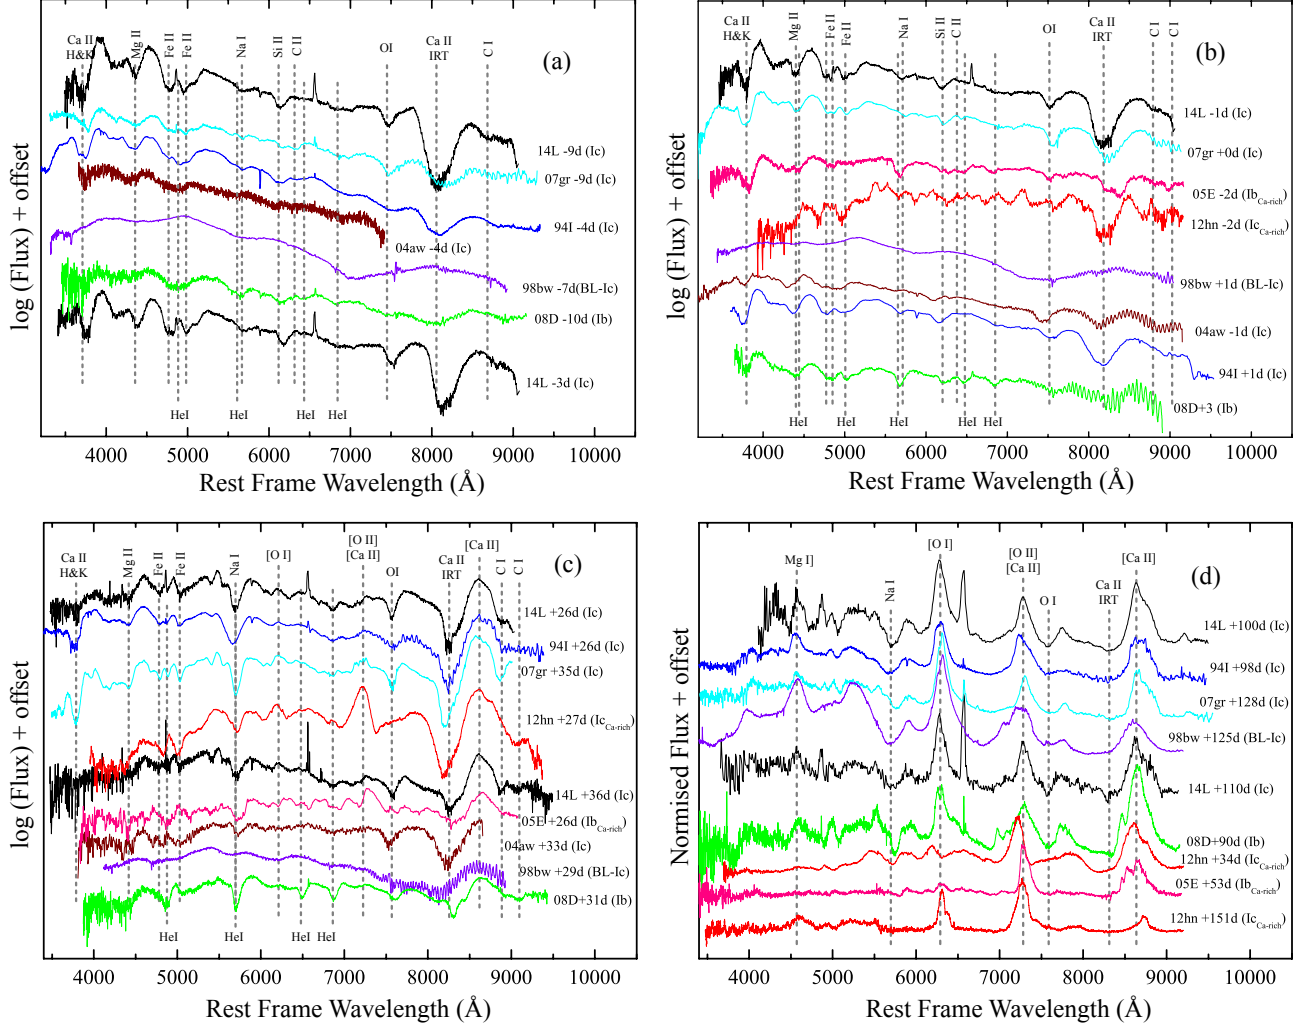 (a)
Ca II
H&K
Mg II
Fe II
Fe II
Na I
Si II
C II
OI
Ca II
IRT
C I
14L -9d (Ic)
07gr -9d (Ic)
94I -4d (Ic)
04aw -4d (Ic)
98bw -7d(BL-Ic)
08D -10d (Ib)
14L -3d (Ic)
HeI
HeI
HeI
HeI
log (Flux) + offset
4000 5000 6000 7000 8000 9000 10000
Rest Frame Wavelength (Å)
(b)
Ca II
H&K
Mg II
Fe II
Fe II
Na I
Si II
C II
OI
Ca II
IRT
C I
C I
14L -1d (Ic)
07gr +0d (Ic)
05E -2d (Ib Ca-rich)
12hn -2d (Ic Ca-rich)
98bw +1d (BL-Ic)
04aw -1d (Ic)
94I +1d (Ic)
08D+3 (Ib)
HeI
HeI
HeI
HeI
HeI
log (Flux) + offset
4000 5000 6000 7000 8000 9000 10000
Rest Frame Wavelength (Å)
(c)
Ca II
H&K
Mg II
Fe II
Fe II
Na I
[O I]
[O II]
[Ca II]
OI
Ca II
IRT
[Ca II]
C I
C I
14L +26d (Ic)
94I +26d (Ic)
07gr +35d (Ic)
12hn +27d (Ic Ca-rich)
14L +36d (Ic)
05E +26d (Ib Ca-rich)
04aw +33d (Ic)
98bw +29d (BL-Ic)
08D+31d (Ib)
HeI
HeI
HeI
HeI
log (Flux) + offset
4000 5000 6000 7000 8000 9000 10000
Rest Frame Wavelength (Å)
(d)
Mg I]
Na I
[O I]
[O II]
[Ca II]
O I
Ca II
IRT
[Ca II]
14L +100d (Ic)
94I +98d (Ic)
07gr +128d (Ic)
98bw +125d (BL-Ic)
14L +110d (Ic)
08D+90d (Ib)
12hn +34d (Ic Ca-rich)
05E +53d (Ib Ca-rich)
12hn +151d (Ic Ca-rich)
Normised Flux + offset
4000 5000 6000 7000 8000 9000 10000
Rest Frame Wavelength (Å)